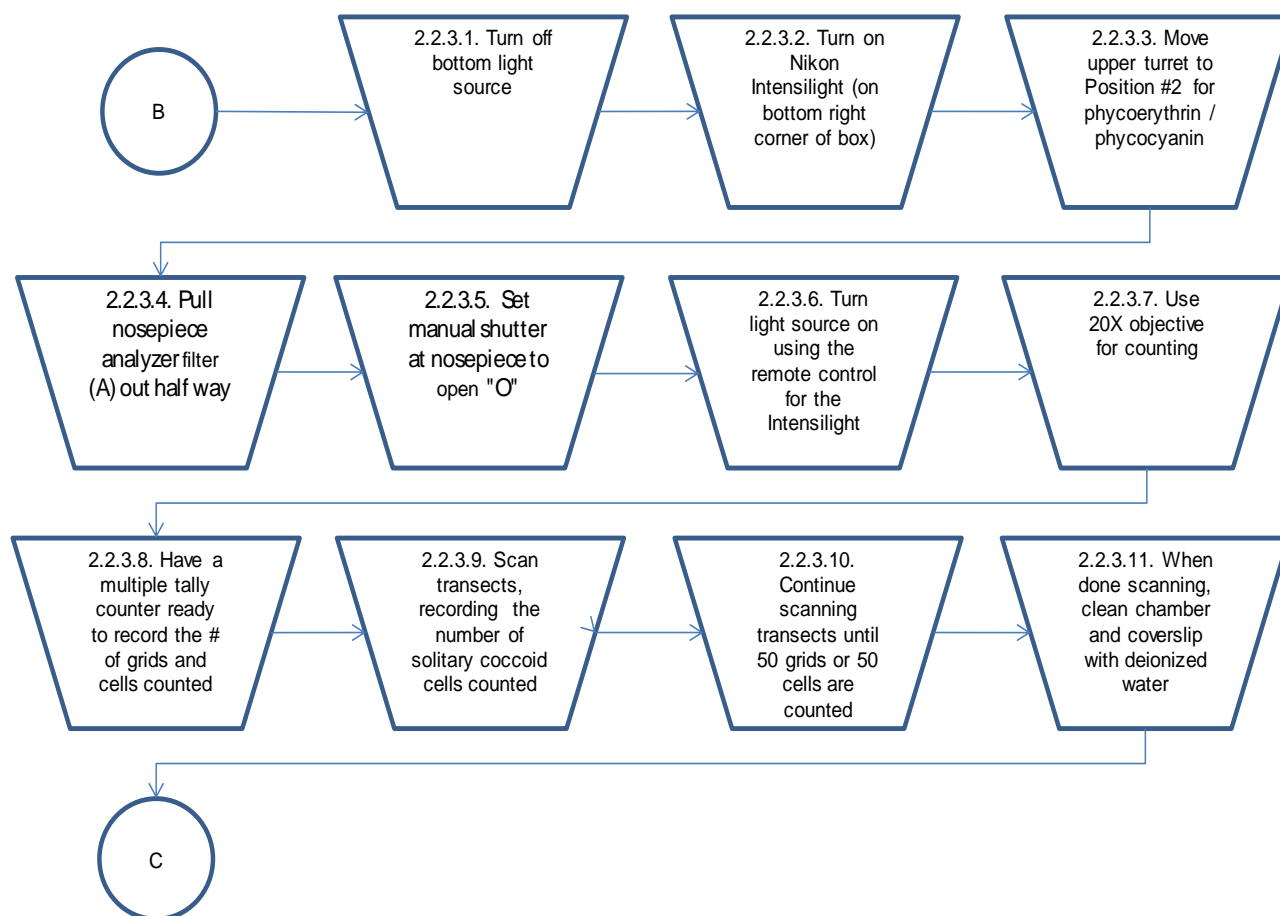 B
2.2.3.1. Turn off
bottom light
source
2.2.3.2. Turn on
Nikon
Intensilight (on
bottom right
corner of box)
2.2.3.3. Move
upper turret to
Position #2 for
phycoerythrin /
phycocyanin
2.2.3.4. Pull
nosepiece
analyzer filter
(A) out half way
2.2.3.5. Set
manual shutter
at nosepiece to
open "O"
2.2.3.6. Turn
light source on
using the
remote control
for the
Intensilight
2.2.3.7. Use
20X objective
for counting
2.2.3.8. Have a
multiple tally
counter ready
to record the #
of grids and
cells counted
2.2.3.9. Scan
transects,
recording the
number of
solitary coccoid
cells counted
2.2.3.10.
Continue
scanning
transects until
50 grids or 50
cells are
counted
2.2.3.11. When
done scanning,
clean chamber
and coverslip
with deionized
water
C